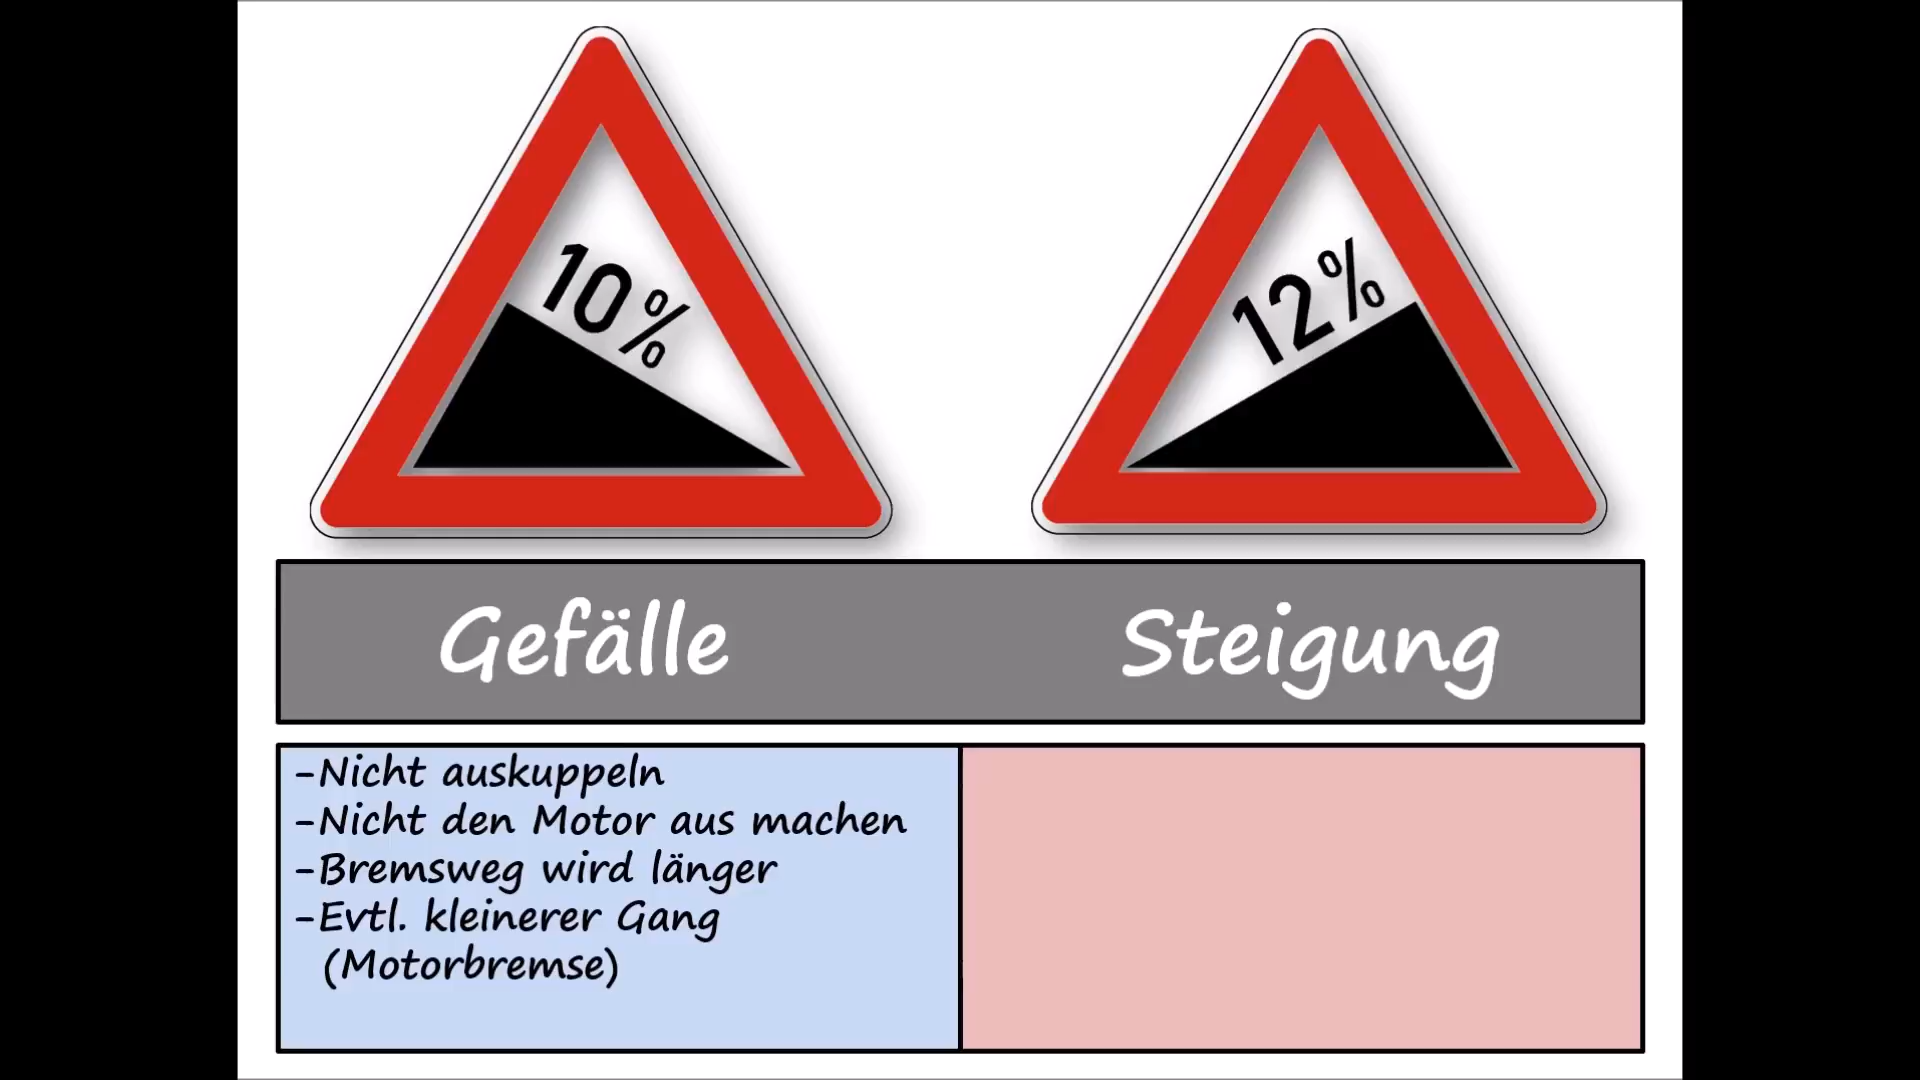 10%
12%
Gefälle
Steigung
-Nicht auskuppeln
-Nicht den Motor aus machen
-Bremsweg wird länger
-Evtl. kleinerer Gang
(Motorbremse)